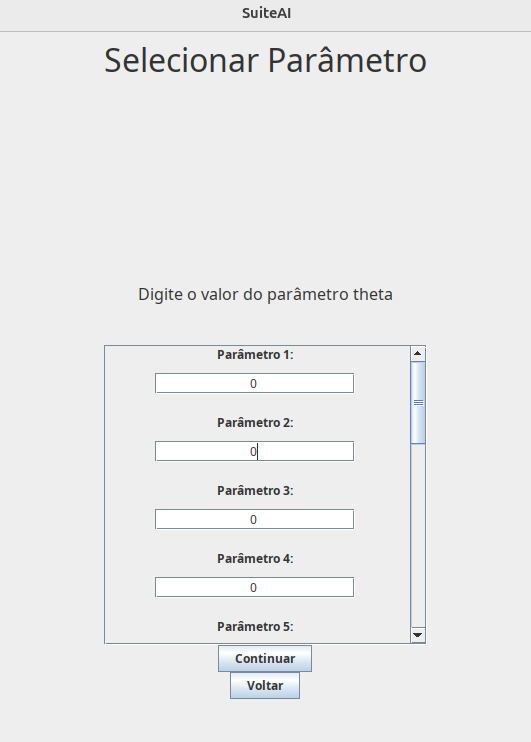 SuiteAI
Selecionar Parâmetro
Digite o valor do parâmetro theta
Parâmetro 1:
0
Parâmetro 2:
0
Parâmetro 3:
0
Parâmetro 4:
0
Parâmetro 5:
Continuar
Voltar